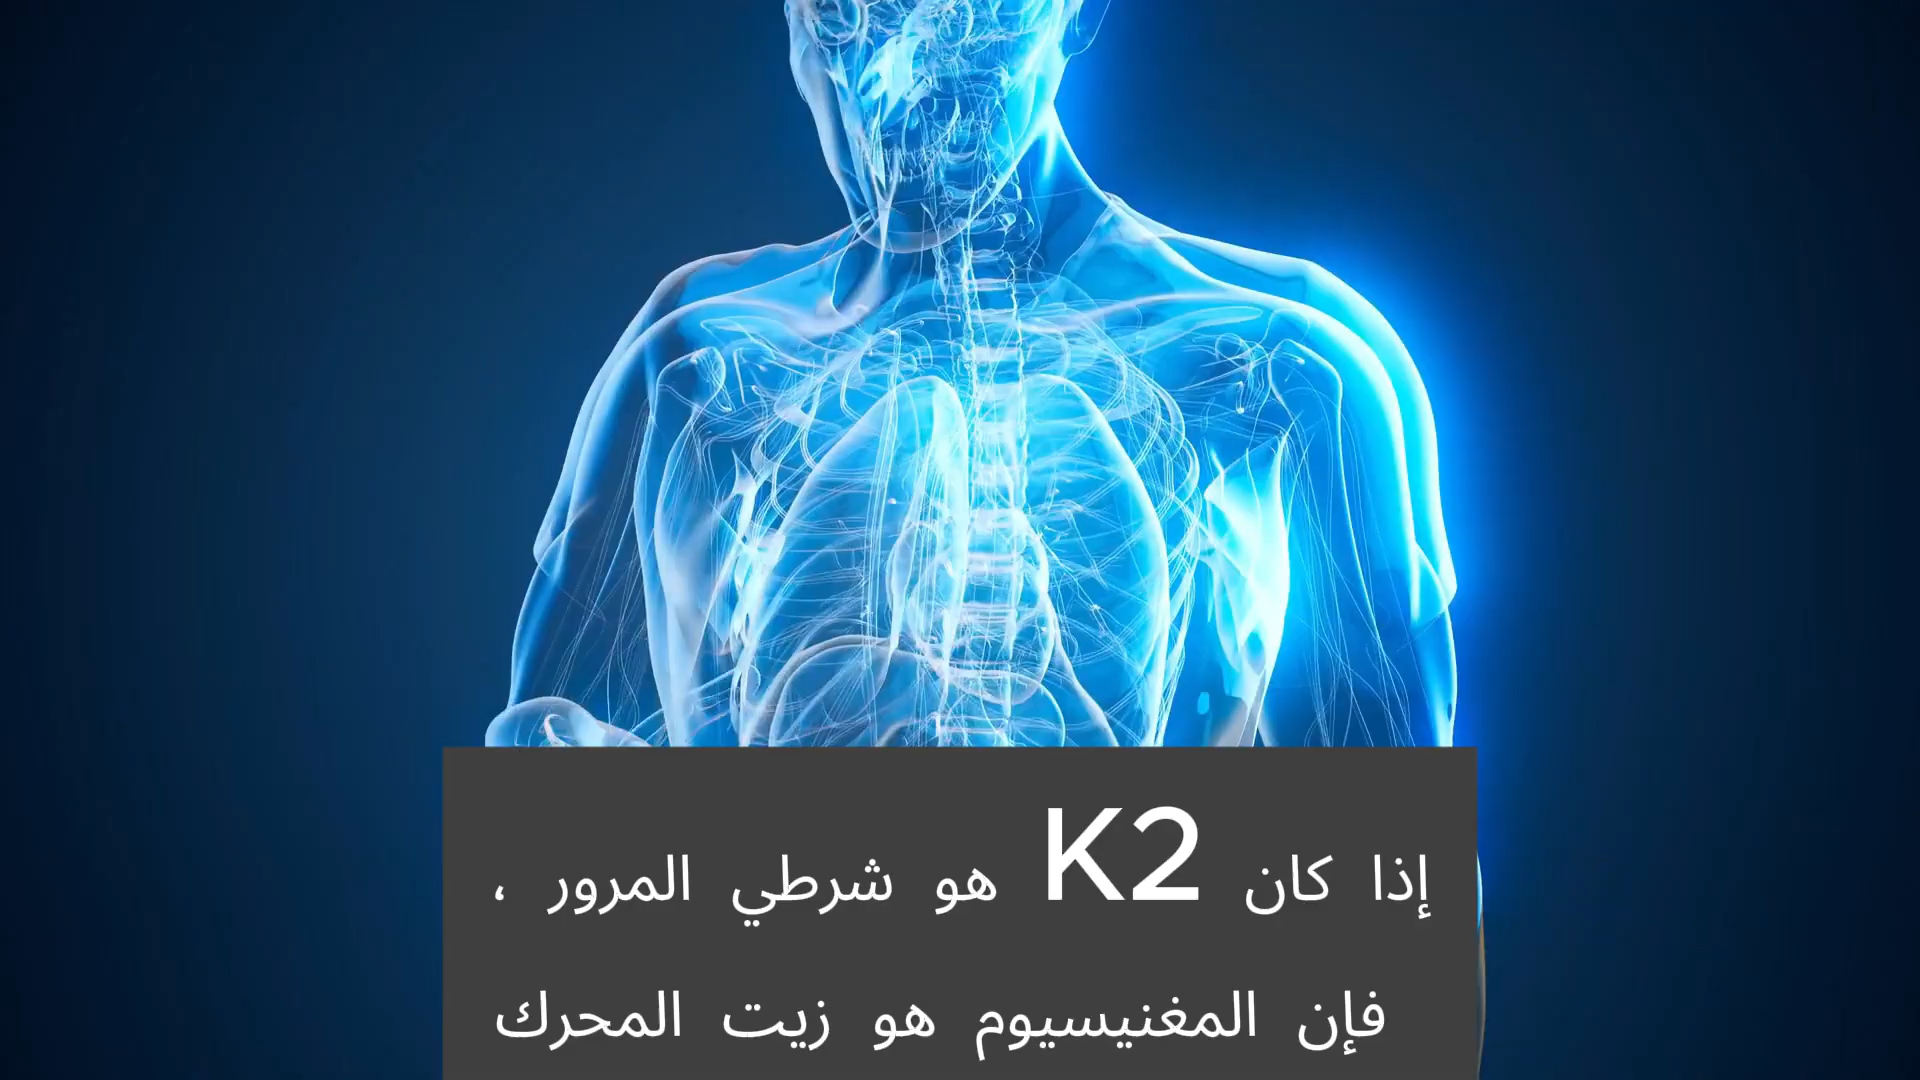 إذا كان K2 هو شرطي المرور ،
فإن المغنيسيوم هو زيت المحرك